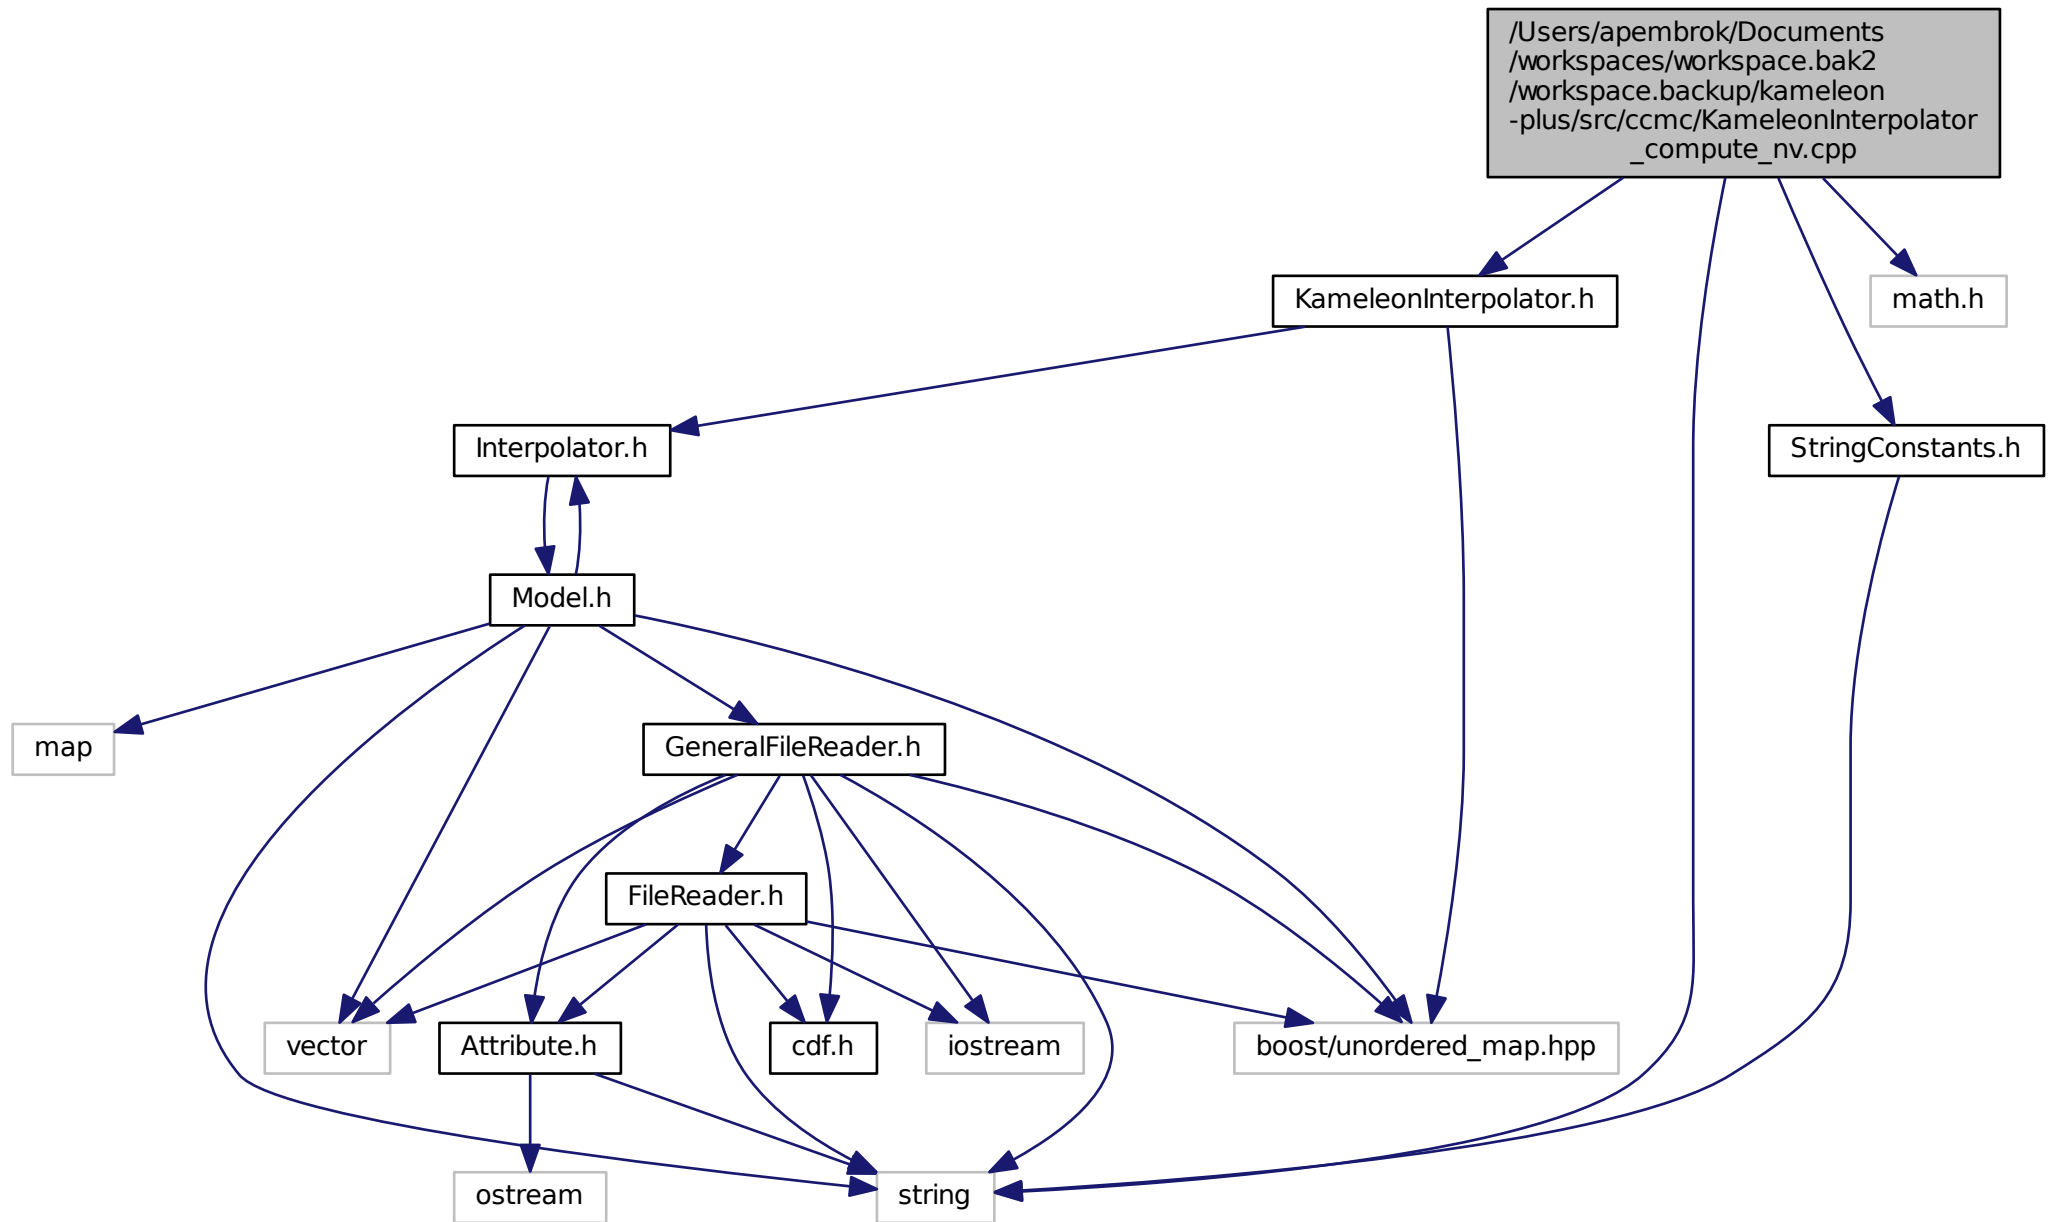 /Users/apembrok/Documents
/workspaces/workspace.bak2
/workspace.backup/kameleon
-plus/src/ccmc/KameleonInterpolator
_compute_nv.cpp
KameleonInterpolator.h
math.h
Interpolator.h
StringConstants.h
Model.h
map
GeneralFileReader.h
FileReader.h
vector
Attribute.h
cdf.h
iostream
boost/unordered_map.hpp
ostream
string